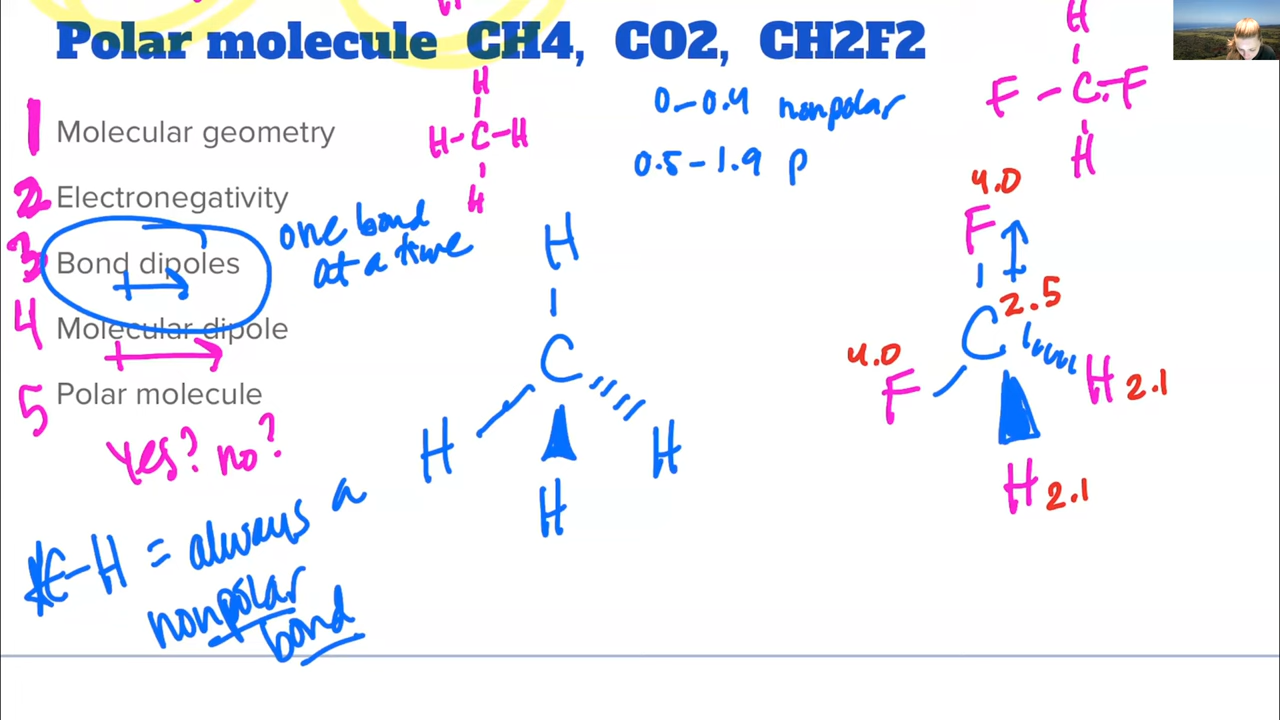 Polar molecule CH4, CO2, CH2F2
1 Molecular geometry
2 Electronegativity
3 Bond dipoles
one bond
at a time
4 Molecular dipole
5 Polar molecule
Yes? no?
C-H = always a
nonpolar
bond
0-0.4 nonpolar
0.5-1.9 p
H
H-C-H
H
H
C
H
H
H
H
F-C-F
H
4.0
F
C 2.5
4.0
F
H 2.1
H 2.1